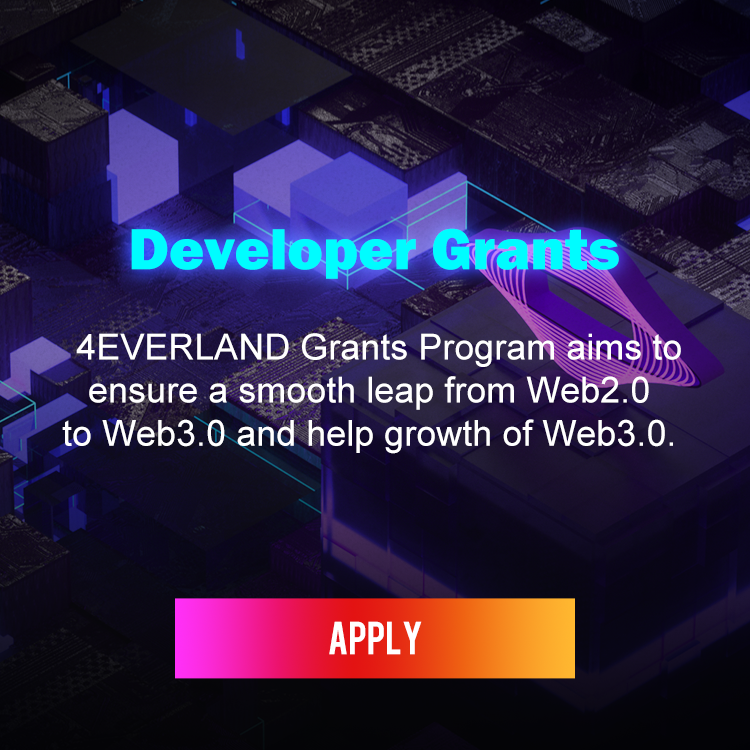 Developer Grants
4EVERLAND Grants Program aims to
ensure a smooth leap from Web2.0
to Web3.0 and help growth of Web3.0.
APPLY